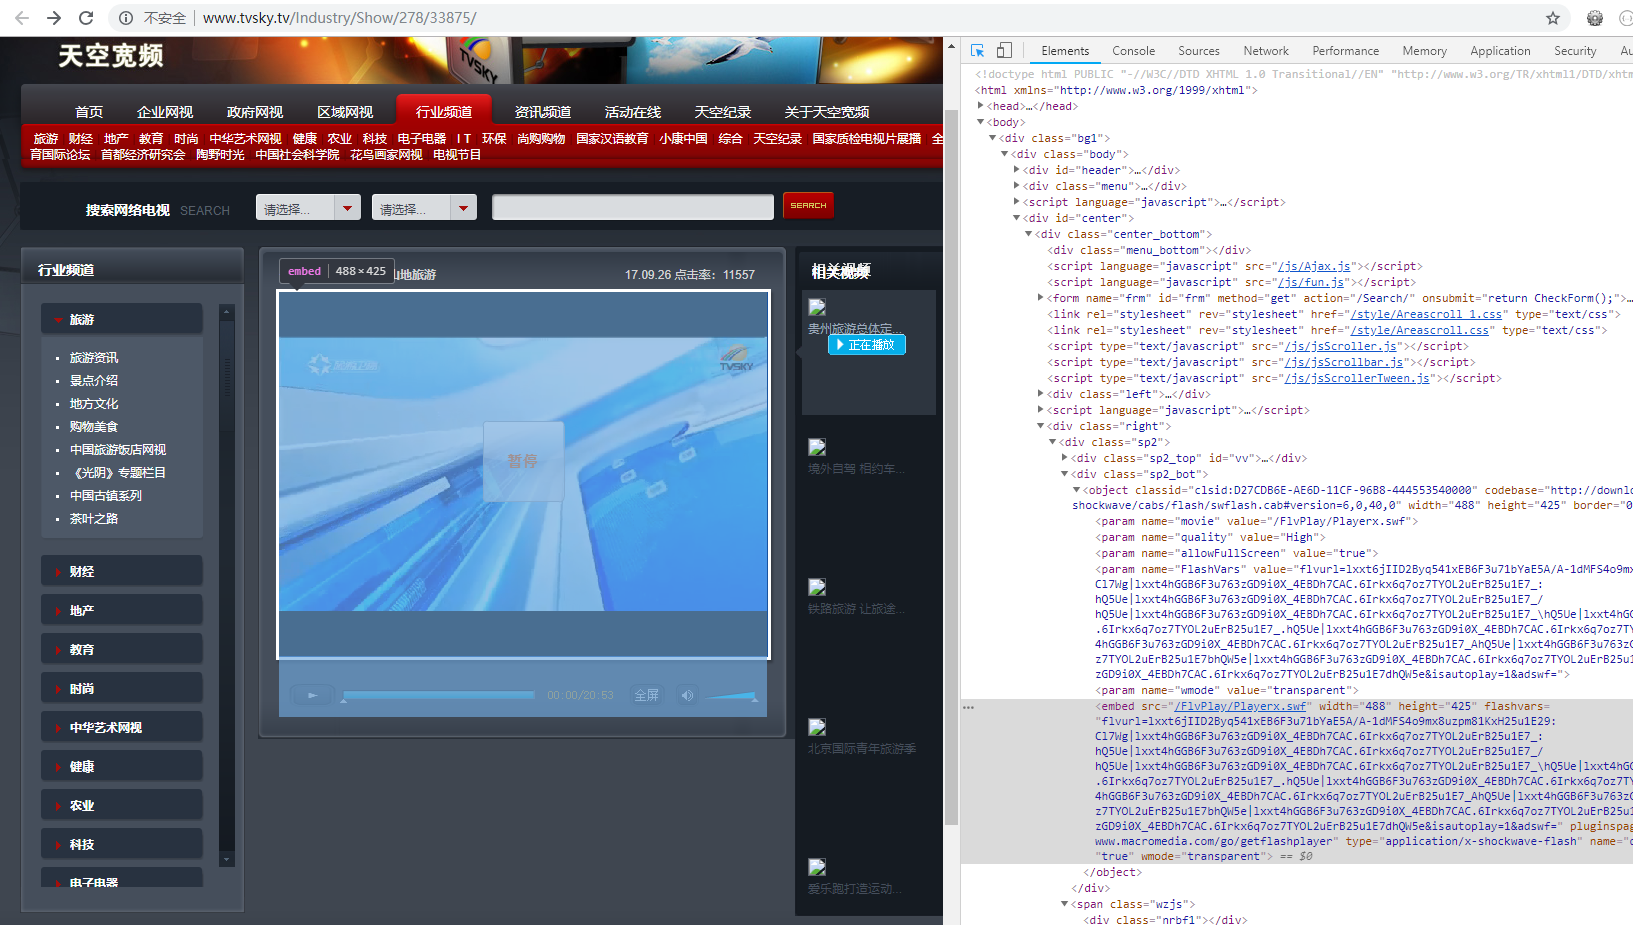 不安全 www.tvsky.tv/Industry/Show/278/33875/
天空宽频
TVSKY
首页 企业网视 政府网视 区域网视 行业频道 资讯频道 活动在线 天空纪录 关于天空宽频
旅游 财经 地产 教育 时尚 中华艺术网视 健康 农业 科技 电子电器 I T 环保 尚购购物 国家汉语教育 小康中国 综合 天空纪录 国家质检电视片展播 全
育国际论坛 首都经济研究会 陶野时光 中国社会科学院 花鸟画家网视 电视节目
搜索网络电视 SEARCH 请选择... 请选择... SEARCH
行业频道
旅游
旅游资讯
景点介绍
地方文化
购物美食
中国旅游饭店网视
《光阴》专题栏目
中国古镇系列
茶叶之路
财经
地产
教育
时尚
中华艺术网视
健康
农业
科技
电子电器
embed 488×425
山地旅游 17.09.26 点击率：11557
TVSKY
暂停
00:00/20:53 全屏
相关视频
贵州旅游总体定...
正在播放
境外自驾 相约车...
铁路旅游 让旅途...
北京国际青年旅游季
爱乐跑打造运动...
Elements Console Sources Network Performance Memory Application Security Au
<!doctype html PUBLIC "-//W3C//DTD XHTML 1.0 Transitional//EN" "http://www.w3.org/TR/xhtml1/DTD/xhtm
<html xmlns="http://www.w3.org/1999/xhtml">
<head>…</head>
<body>
<div class="bg1">
<div class="body">
<div id="header">…</div>
<div class="menu">…</div>
<script language="javascript">…</script>
<div id="center">
<div class="center_bottom">
<div class="menu_bottom"></div>
<script language="javascript" src="/js/Ajax.js"></script>
<script language="javascript" src="/js/fun.js"></script>
<form name="frm" id="frm" method="get" action="/Search/" onsubmit="return CheckForm();">…
<link rel="stylesheet" rev="stylesheet" href="/style/Areascroll_1.css" type="text/css">
<link rel="stylesheet" rev="stylesheet" href="/style/Areascroll.css" type="text/css">
<script type="text/javascript" src="/js/jsScroller.js"></script>
<script type="text/javascript" src="/js/jsScrollbar.js"></script>
<script type="text/javascript" src="/js/jsScrollerTween.js"></script>
<div class="left">…</div>
<script language="javascript">…</script>
<div class="right">
<div class="sp2">
<div class="sp2_top" id="vv">…</div>
<div class="sp2_bot">
<object classid="clsid:D27CDB6E-AE6D-11CF-96B8-444553540000" codebase="http://downlo
shockwave/cabs/flash/swflash.cab#version=6,0,40,0" width="488" height="425" border="0
<param name="movie" value="/FlvPlay/Playerx.swf">
<param name="quality" value="High">
<param name="allowFullScreen" value="true">
<param name="FlashVars" value="flvurl=lxxt6jIID2Byq541xEB6F3u71bYaE5A/A-1dMFS4o9mx
Cl7Wg|lxxt4hGGB6F3u763zGD9i0X_4EBDh7CAC.6Irkx6q7oz7TYOL2uErB25u1E7_:
hQ5Ue|lxxt4hGGB6F3u763zGD9i0X_4EBDh7CAC.6Irkx6q7oz7TYOL2uErB25u1E7_/
hQ5Ue|lxxt4hGGB6F3u763zGD9i0X_4EBDh7CAC.6Irkx6q7oz7TYOL2uErB25u1E7_\hQ5Ue|lxxt4hGG
.6Irkx6q7oz7TYOL2uErB25u1E7_.hQ5Ue|lxxt4hGGB6F3u763zGD9i0X_4EBDh7CAC.6Irkx6q7oz7TY
4hGGB6F3u763zGD9i0X_4EBDh7CAC.6Irkx6q7oz7TYOL2uErB25u1E7_AhQ5Ue|lxxt4hGGB6F3u763zG
z7TYOL2uErB25u1E7bhQW5e|lxxt4hGGB6F3u763zGD9i0X_4EBDh7CAC.6Irkx6q7oz7TYOL2uErB25u1
zGD9i0X_4EBDh7CAC.6Irkx6q7oz7TYOL2uErB25u1E7dhQW5e&isautoplay=1&adswf=">
<param name="wmode" value="transparent">
<embed src="/FlvPlay/Playerx.swf" width="488" height="425" flashvars=
"flvurl=lxxt6jIID2Byq541xEB6F3u71bYaE5A/A-1dMFS4o9mx8uzpm81KxH25u1E29:
Cl7Wg|lxxt4hGGB6F3u763zGD9i0X_4EBDh7CAC.6Irkx6q7oz7TYOL2uErB25u1E7_:
hQ5Ue|lxxt4hGGB6F3u763zGD9i0X_4EBDh7CAC.6Irkx6q7oz7TYOL2uErB25u1E7_/
hQ5Ue|lxxt4hGGB6F3u763zGD9i0X_4EBDh7CAC.6Irkx6q7oz7TYOL2uErB25u1E7_\hQ5Ue|lxxt4hGG
.6Irkx6q7oz7TYOL2uErB25u1E7_.hQ5Ue|lxxt4hGGB6F3u763zGD9i0X_4EBDh7CAC.6Irkx6q7oz7TY
4hGGB6F3u763zGD9i0X_4EBDh7CAC.6Irkx6q7oz7TYOL2uErB25u1E7_AhQ5Ue|lxxt4hGGB6F3u763zG
z7TYOL2uErB25u1E7bhQW5e|lxxt4hGGB6F3u763zGD9i0X_4EBDh7CAC.6Irkx6q7oz7TYOL2uErB25u1
zGD9i0X_4EBDh7CAC.6Irkx6q7oz7TYOL2uErB25u1E7dhQW5e&isautoplay=1&adswf=" pluginspag
www.macromedia.com/go/getflashplayer" type="application/x-shockwave-flash" name="
"true" wmode="transparent"> == $0
</object>
</div>
<span class="wzjs">
<div class="nrbf1"></div>